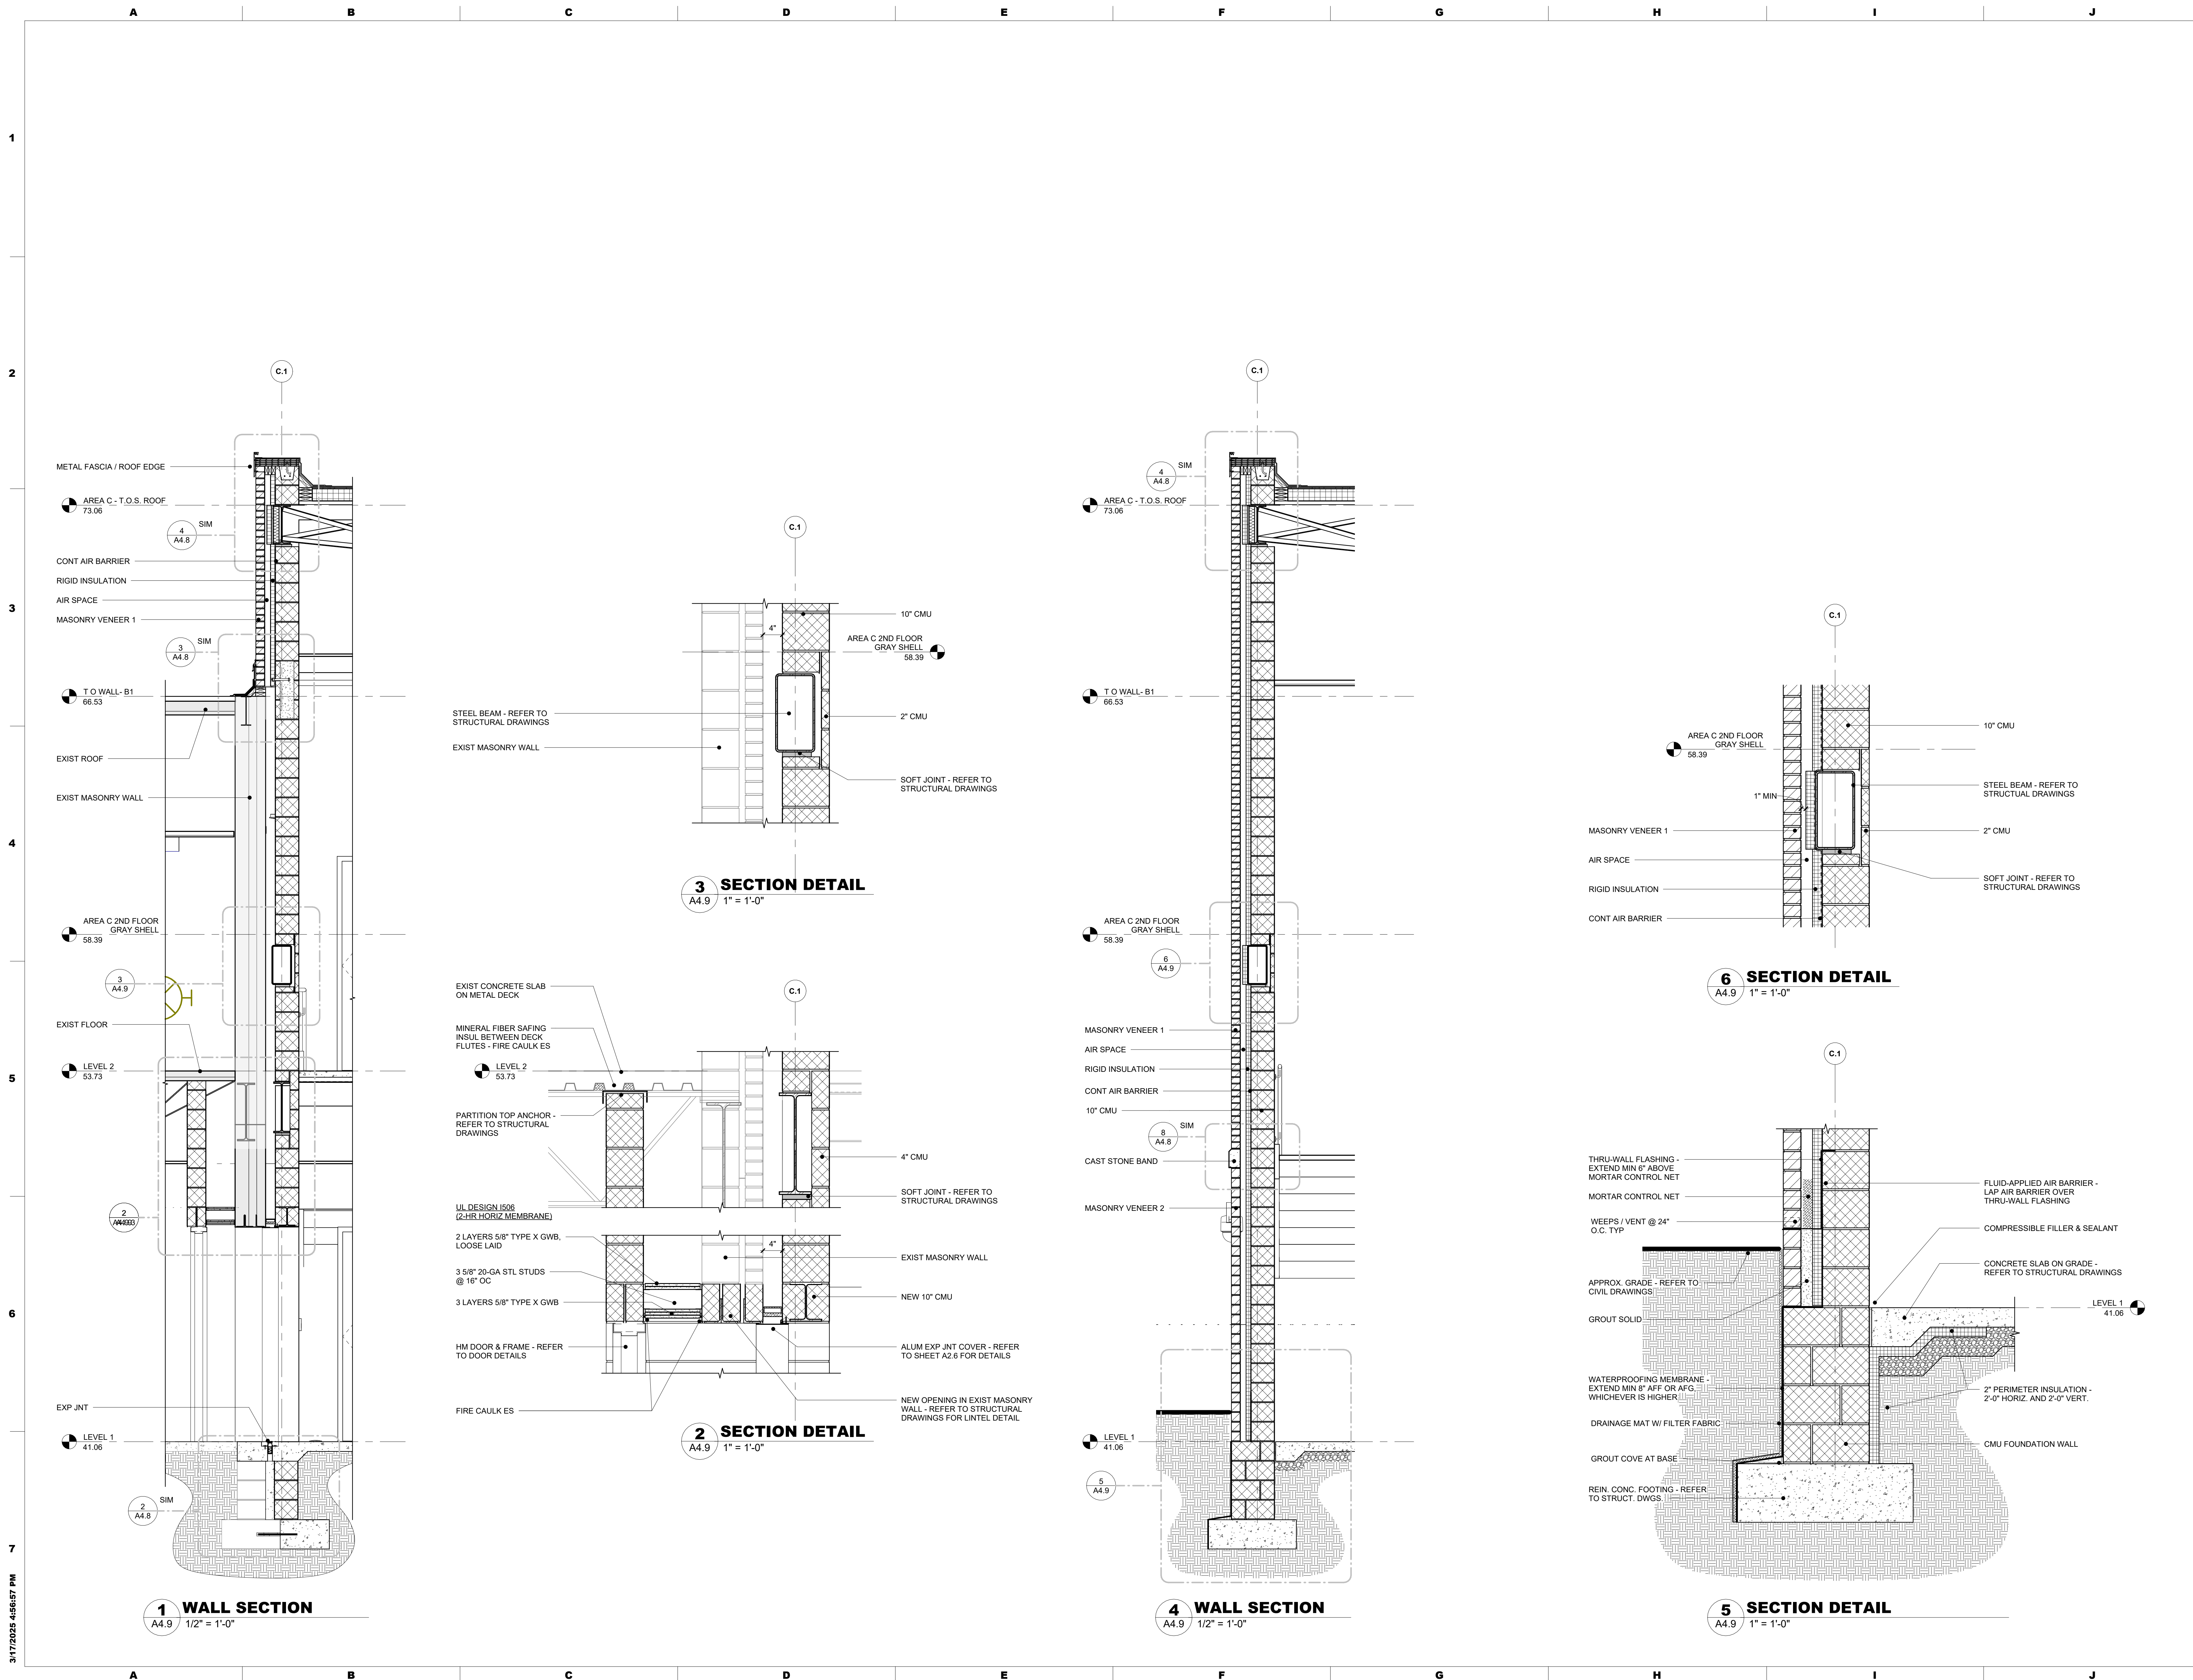 A B C D E F G H I J
1
2
3
4
5
6
7
3/17/2025 4:56:57 PM
C.1
METAL FASCIA / ROOF EDGE
AREA C - T.O.S. ROOF
73.06
4
A4.8
SIM
CONT AIR BARRIER
RIGID INSULATION
AIR SPACE
MASONRY VENEER 1
3
A4.8
SIM
T O WALL- B1
66.53
EXIST ROOF
EXIST MASONRY WALL
AREA C 2ND FLOOR
GRAY SHELL
58.39
3
A4.9
EXIST FLOOR
LEVEL 2
53.73
2
EXP JNT
LEVEL 1
41.06
2
A4.8
SIM
1
A4.9
WALL SECTION
1/2" = 1'-0"
C.1
4"
10" CMU
AREA C 2ND FLOOR
GRAY SHELL
58.39
STEEL BEAM - REFER TO
STRUCTURAL DRAWINGS
2" CMU
EXIST MASONRY WALL
SOFT JOINT - REFER TO
STRUCTURAL DRAWINGS
3
A4.9
SECTION DETAIL
1" = 1'-0"
C.1
EXIST CONCRETE SLAB
ON METAL DECK
MINERAL FIBER SAFING
INSUL BETWEEN DECK
FLUTES - FIRE CAULK ES
LEVEL 2
53.73
PARTITION TOP ANCHOR -
REFER TO STRUCTURAL
DRAWINGS
4" CMU
SOFT JOINT - REFER TO
STRUCTURAL DRAWINGS
UL DESIGN I506
(2-HR HORIZ MEMBRANE)
2 LAYERS 5/8" TYPE X GWB,
LOOSE LAID
4"
EXIST MASONRY WALL
3 5/8" 20-GA STL STUDS
@ 16" OC
3 LAYERS 5/8" TYPE X GWB
NEW 10" CMU
HM DOOR & FRAME - REFER
TO DOOR DETAILS
ALUM EXP JNT COVER - REFER
TO SHEET A2.6 FOR DETAILS
FIRE CAULK ES
NEW OPENING IN EXIST MASONRY
WALL - REFER TO STRUCTURAL
DRAWINGS FOR LINTEL DETAIL
2
A4.9
SECTION DETAIL
1" = 1'-0"
C.1
4
A4.8
SIM
AREA C - T.O.S. ROOF
73.06
T O WALL- B1
66.53
AREA C 2ND FLOOR
GRAY SHELL
58.39
6
A4.9
MASONRY VENEER 1
AIR SPACE
RIGID INSULATION
CONT AIR BARRIER
10" CMU
8
A4.8
SIM
CAST STONE BAND
MASONRY VENEER 2
LEVEL 1
41.06
5
A4.9
4
A4.9
WALL SECTION
1/2" = 1'-0"
C.1
10" CMU
AREA C 2ND FLOOR
GRAY SHELL
58.39
STEEL BEAM - REFER TO
STRUCTUAL DRAWINGS
1" MIN
MASONRY VENEER 1
2" CMU
AIR SPACE
SOFT JOINT - REFER TO
STRUCTURAL DRAWINGS
RIGID INSULATION
CONT AIR BARRIER
6
A4.9
SECTION DETAIL
1" = 1'-0"
C.1
THRU-WALL FLASHING -
EXTEND MIN 6" ABOVE
MORTAR CONTROL NET
MORTAR CONTROL NET
WEEPS / VENT @ 24"
O.C. TYP
APPROX. GRADE - REFER TO
CIVIL DRAWINGS
GROUT SOLID
WATERPROOFING MEMBRANE -
EXTEND MIN 8" AFF OR AFG,
WHICHEVER IS HIGHER
DRAINAGE MAT W/ FILTER FABRIC
GROUT COVE AT BASE
REIN. CONC. FOOTING - REFER
TO STRUCT. DWGS.
FLUID-APPLIED AIR BARRIER -
LAP AIR BARRIER OVER
THRU-WALL FLASHING
COMPRESSIBLE FILLER & SEALANT
CONCRETE SLAB ON GRADE -
REFER TO STRUCTURAL DRAWINGS
LEVEL 1
41.06
2" PERIMETER INSULATION -
2'-0" HORIZ. AND 2'-0" VERT.
CMU FOUNDATION WALL
5
A4.9
SECTION DETAIL
1" = 1'-0"
A B C D E F G H I J